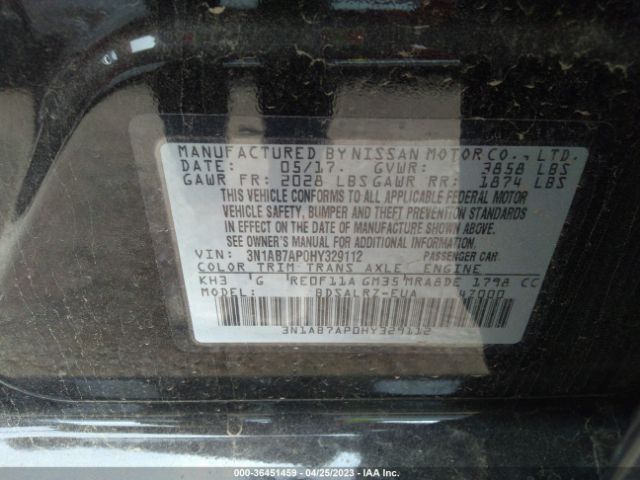 MANUFACTURED BY NISSAN MOTOR CO., LTD.
DATE: 05/17. GVWR: 3858 LBS
GAWR FR: 2028 LBS GAWR RR: 1874 LBS
THIS VEHICLE CONFORMS TO ALL APPLICABLE FEDERAL MOTOR
VEHICLE SAFETY, BUMPER AND THEFT PREVENTION STANDARDS
IN EFFECT ON THE DATE OF MANUFACTURE SHOWN ABOVE.
SEE OWNER'S MANUAL FOR ADDITIONAL INFORMATION.
VIN: 3N1AB7AP0HY329112 PASSENGER CAR
COLOR TRIM TRANS AXLE ENGINE
KH3 G RE0F11A GM35 MRA8DE 1798 CC
MODEL: BDSALRZ-EUA 47000
3N1AB7AP0HY329112
000-36451459 - 04/25/2023 - IAA Inc.